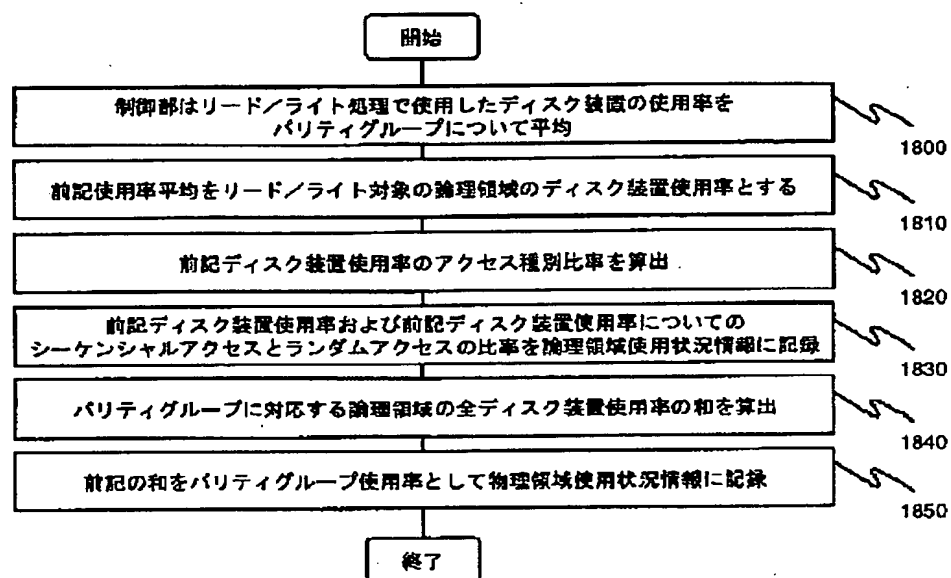 開始
制御部はリード／ライト処理で使用したディスク装置の使用率を
パリティグループについて平均
1800
前記使用率平均をリード／ライト対象の論理領域のディスク装置使用率とする
1810
前記ディスク装置使用率のアクセス種別比率を算出
1820
前記ディスク装置使用率および前記ディスク装置使用率についての
シーケンシャルアクセスとランダムアクセスの比率を論理領域使用状況情報に記録
1830
パリティグループに対応する論理領域の全ディスク装置使用率の和を算出
1840
前記の和をパリティグループ使用率として物理領域使用状況情報に記録
1850
終了